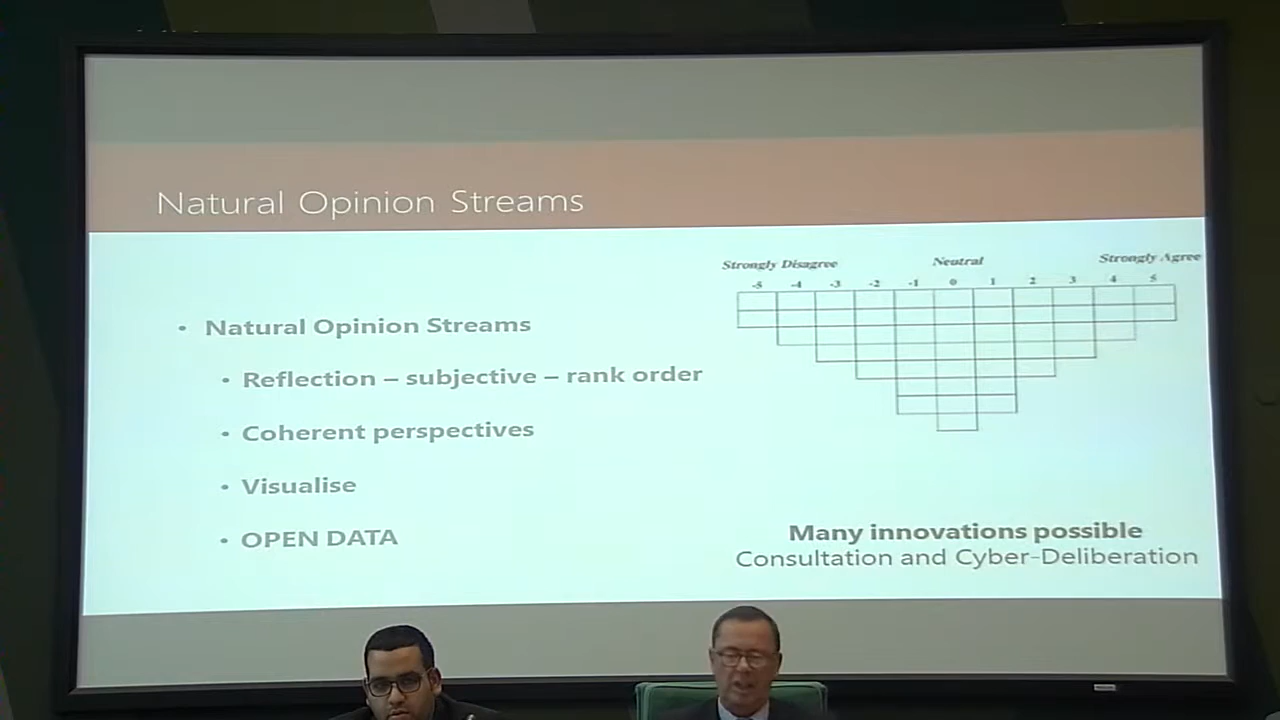 Natural Opinion Streams
• Natural Opinion Streams
• Reflection – subjective – rank order
• Coherent perspectives
• Visualise
• OPEN DATA
Strongly Disagree Neutral Strongly Agree
-5 -4 -3 -2 -1 0 1 2 3 4 5
Many innovations possible
Consultation and Cyber-Deliberation